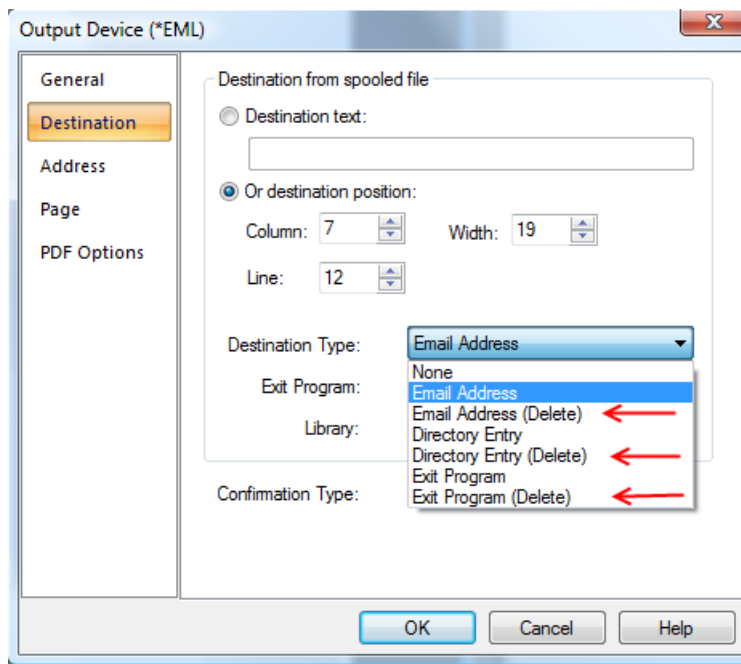 Output Device (*EML)
General
Destination
Address
Page
PDF Options
Destination from spooled file
Destination text:
Or destination position:
Column: 7 Width: 19
Line: 12
Destination Type: Email Address
None
Email Address
Email Address (Delete)
Directory Entry
Directory Entry (Delete)
Exit Program
Exit Program (Delete)
Exit Program:
Library:
Confirmation Type:
OK Cancel Help